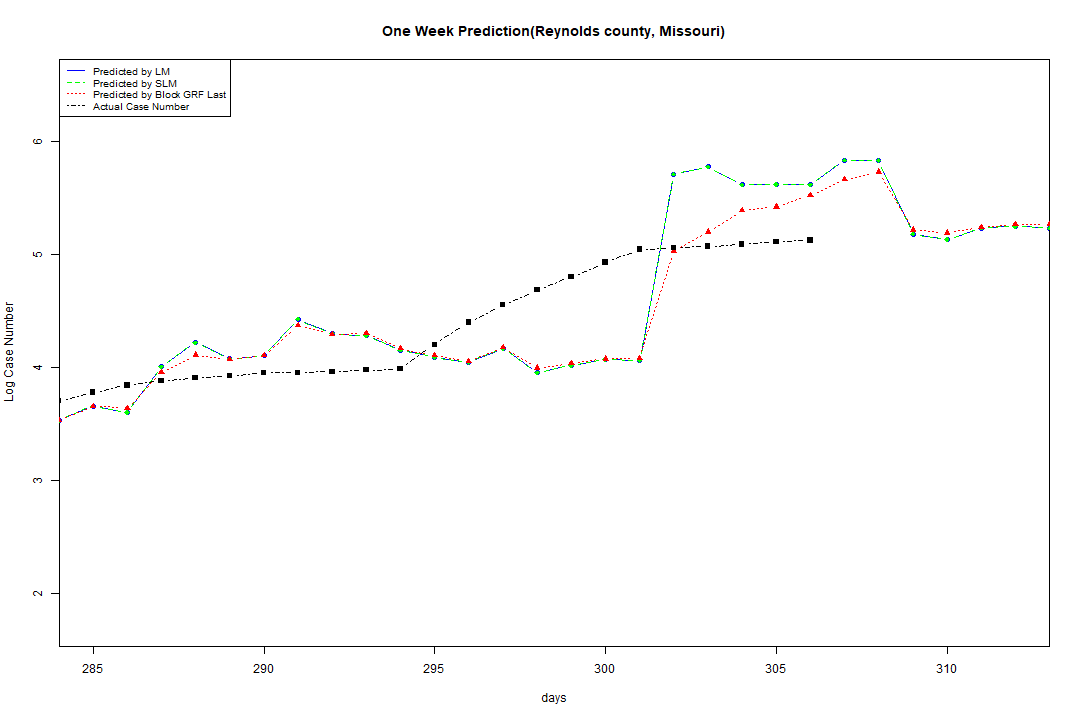 One Week Prediction(Reynolds county, Missouri)
Predicted by LM
Predicted by SLM
Predicted by Block GRF Last
Actual Case Number
6
5
4
3
2
Log Case Number
285 290 295 300 305 310
days